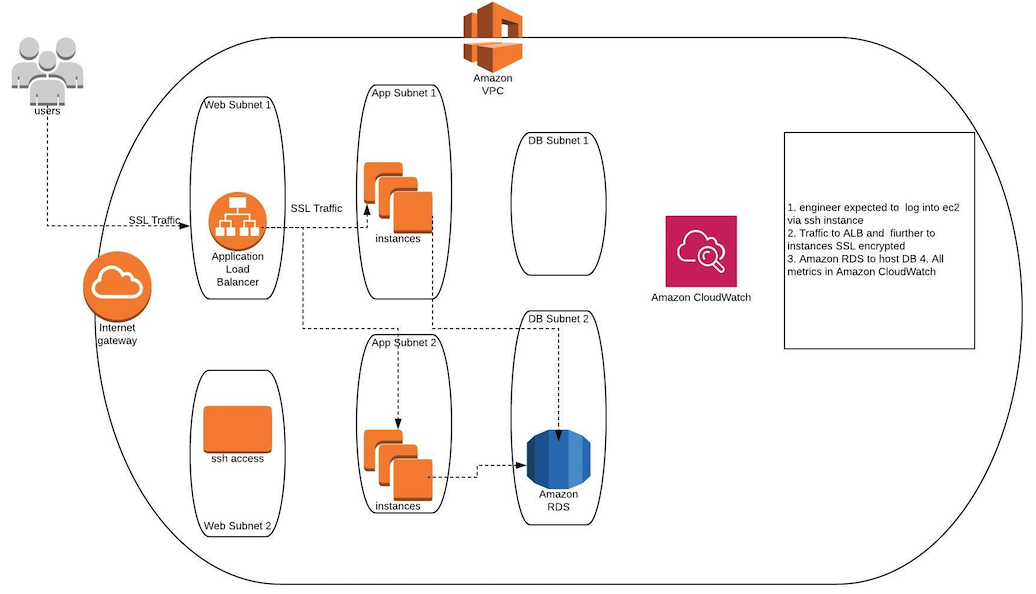 Amazon
VPC
users
Web Subnet 1
App Subnet 1
DB Subnet 1
SSL Traffic
SSL Traffic
Application
Load
Balancer
instances
1. engineer expected to  log into ec2
via ssh instance
2. Traffic to ALB and  fiurther to
instances SSL encrypted
3. Amazon RDS to host DB 4. All
metrics in Amazon CloudWatch
Amazon CloudWatch
Internet
gateway
App Subnet 2
DB Subnet 2
ssh access
Web Subnet 2
instances
Amazon
RDS